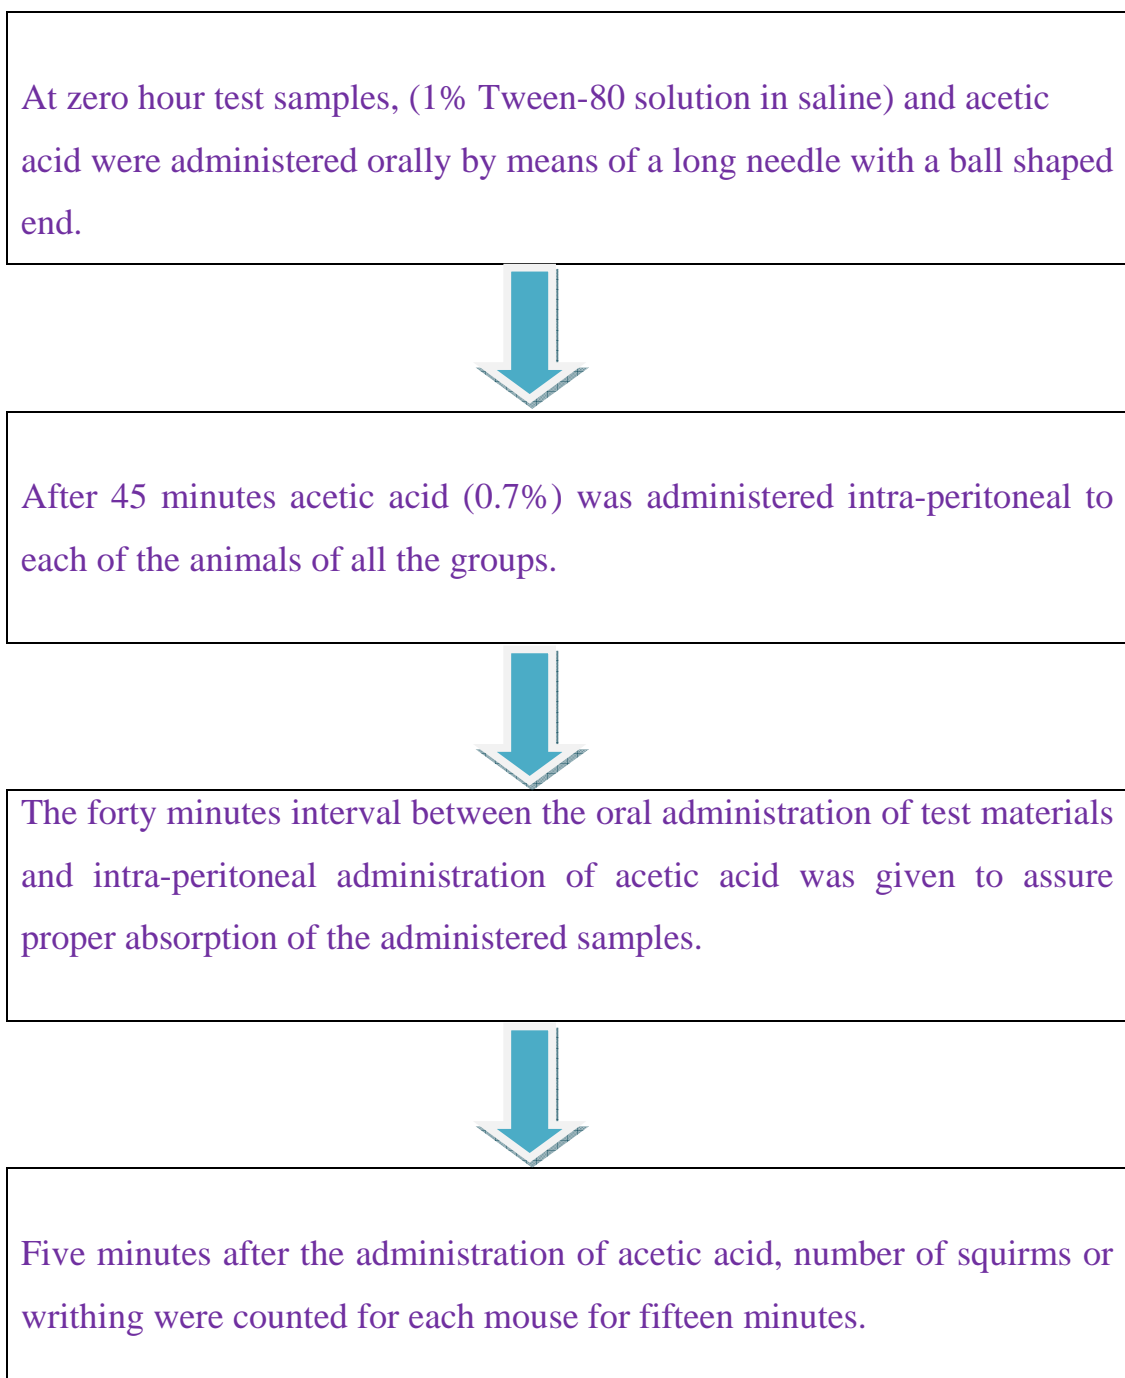 At zero hour test samples, (1% Tween-80 solution in saline) and acetic
acid were administered orally by means of a long needle with a ball shaped
end.
After 45 minutes acetic acid (0.7%) was administered intra-peritoneal to
each of the animals of all the groups.
The forty minutes interval between the oral administration of test materials
and intra-peritoneal administration of acetic acid was given to assure
proper absorption of the administered samples.
Five minutes after the administration of acetic acid, number of squirms or
writhing were counted for each mouse for fifteen minutes.